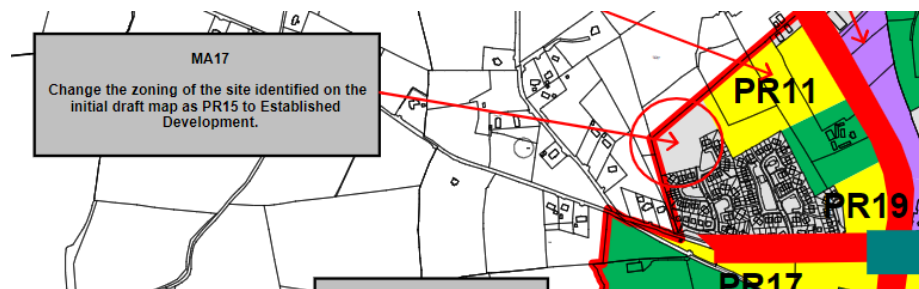 MA17
Change the zoning of the site identified on the
initial draft map as PR15 to Established
Development.
PR11
PR19
PR17